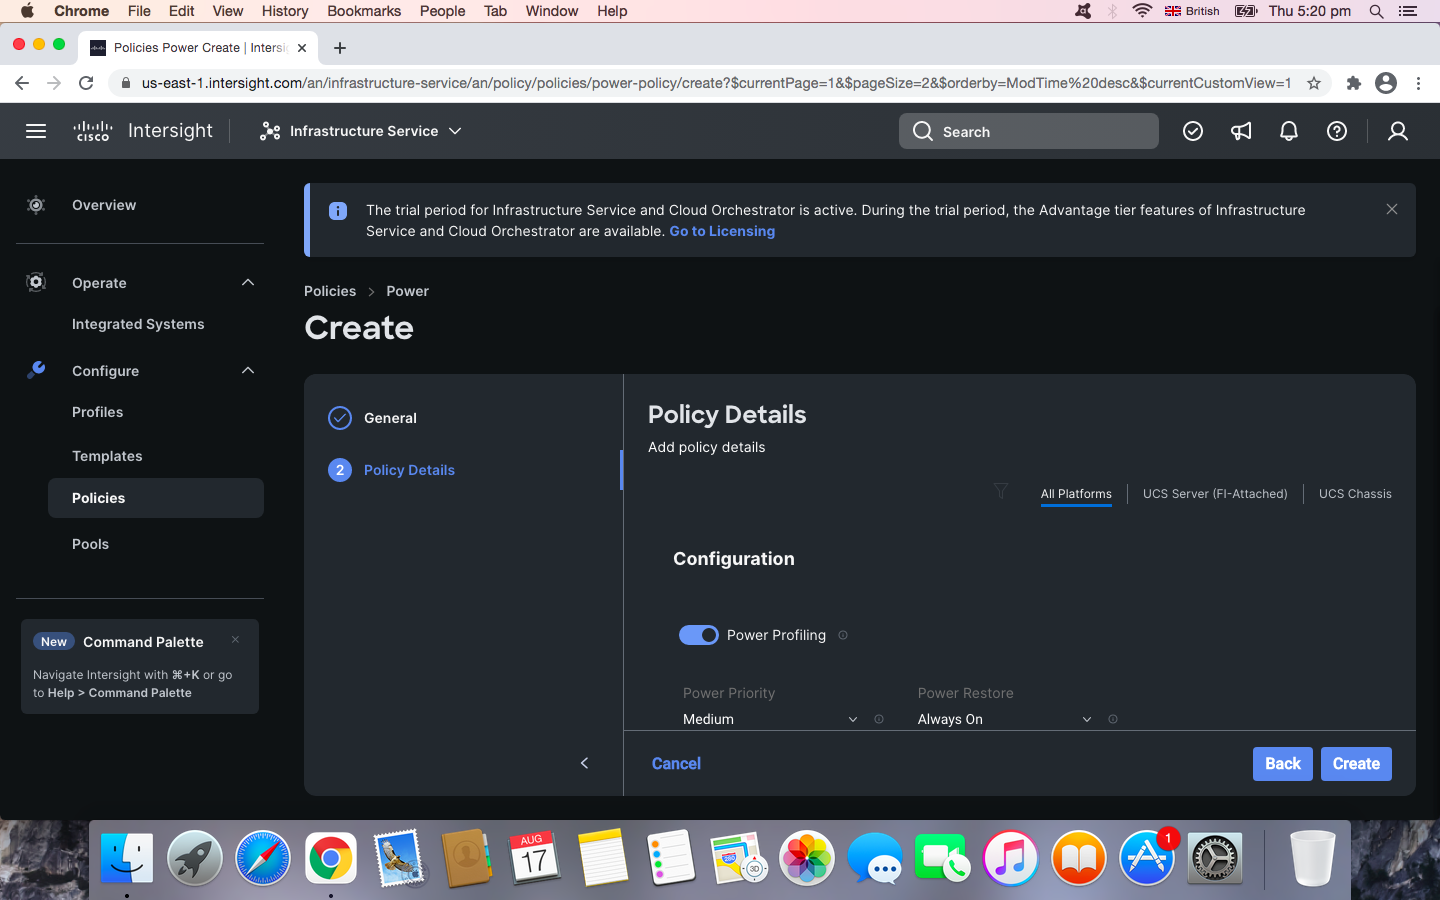 Chrome File Edit View History Bookmarks People Tab Window Help British Thu 5:20 pm
Policies Power Create | Intersi
us-east-1.intersight.com/an/infrastructure-service/an/policy/policies/power-policy/create?$currentPage=1&$pageSize=2&$orderby=ModTime%20desc&$currentCustomView=1
CISCO Intersight Infrastructure Service Search
Overview
Operate
Integrated Systems
Configure
Profiles
Templates
Policies
Pools
New Command Palette
Navigate Intersight with ⌘+K or go
to Help > Command Palette
The trial period for Infrastructure Service and Cloud Orchestrator is active. During the trial period, the Advantage tier features of Infrastructure
Service and Cloud Orchestrator are available. Go to Licensing
Policies > Power
Create
General
2 Policy Details
Policy Details
Add policy details
All Platforms UCS Server (FI-Attached) UCS Chassis
Configuration
Power Profiling
Power Priority Power Restore
Medium Always On
Cancel Back Create
AUG
17
280
3D
1